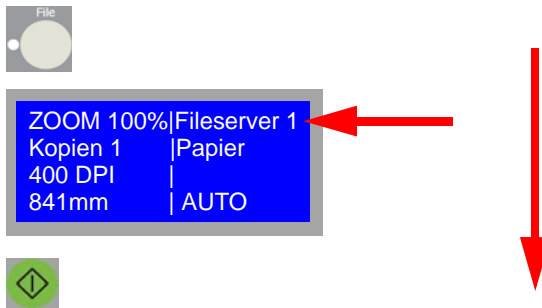 File
ZOOM 100%|Fileserver 1
Kopien 1 |Papier
400 DPI |
841mm | AUTO